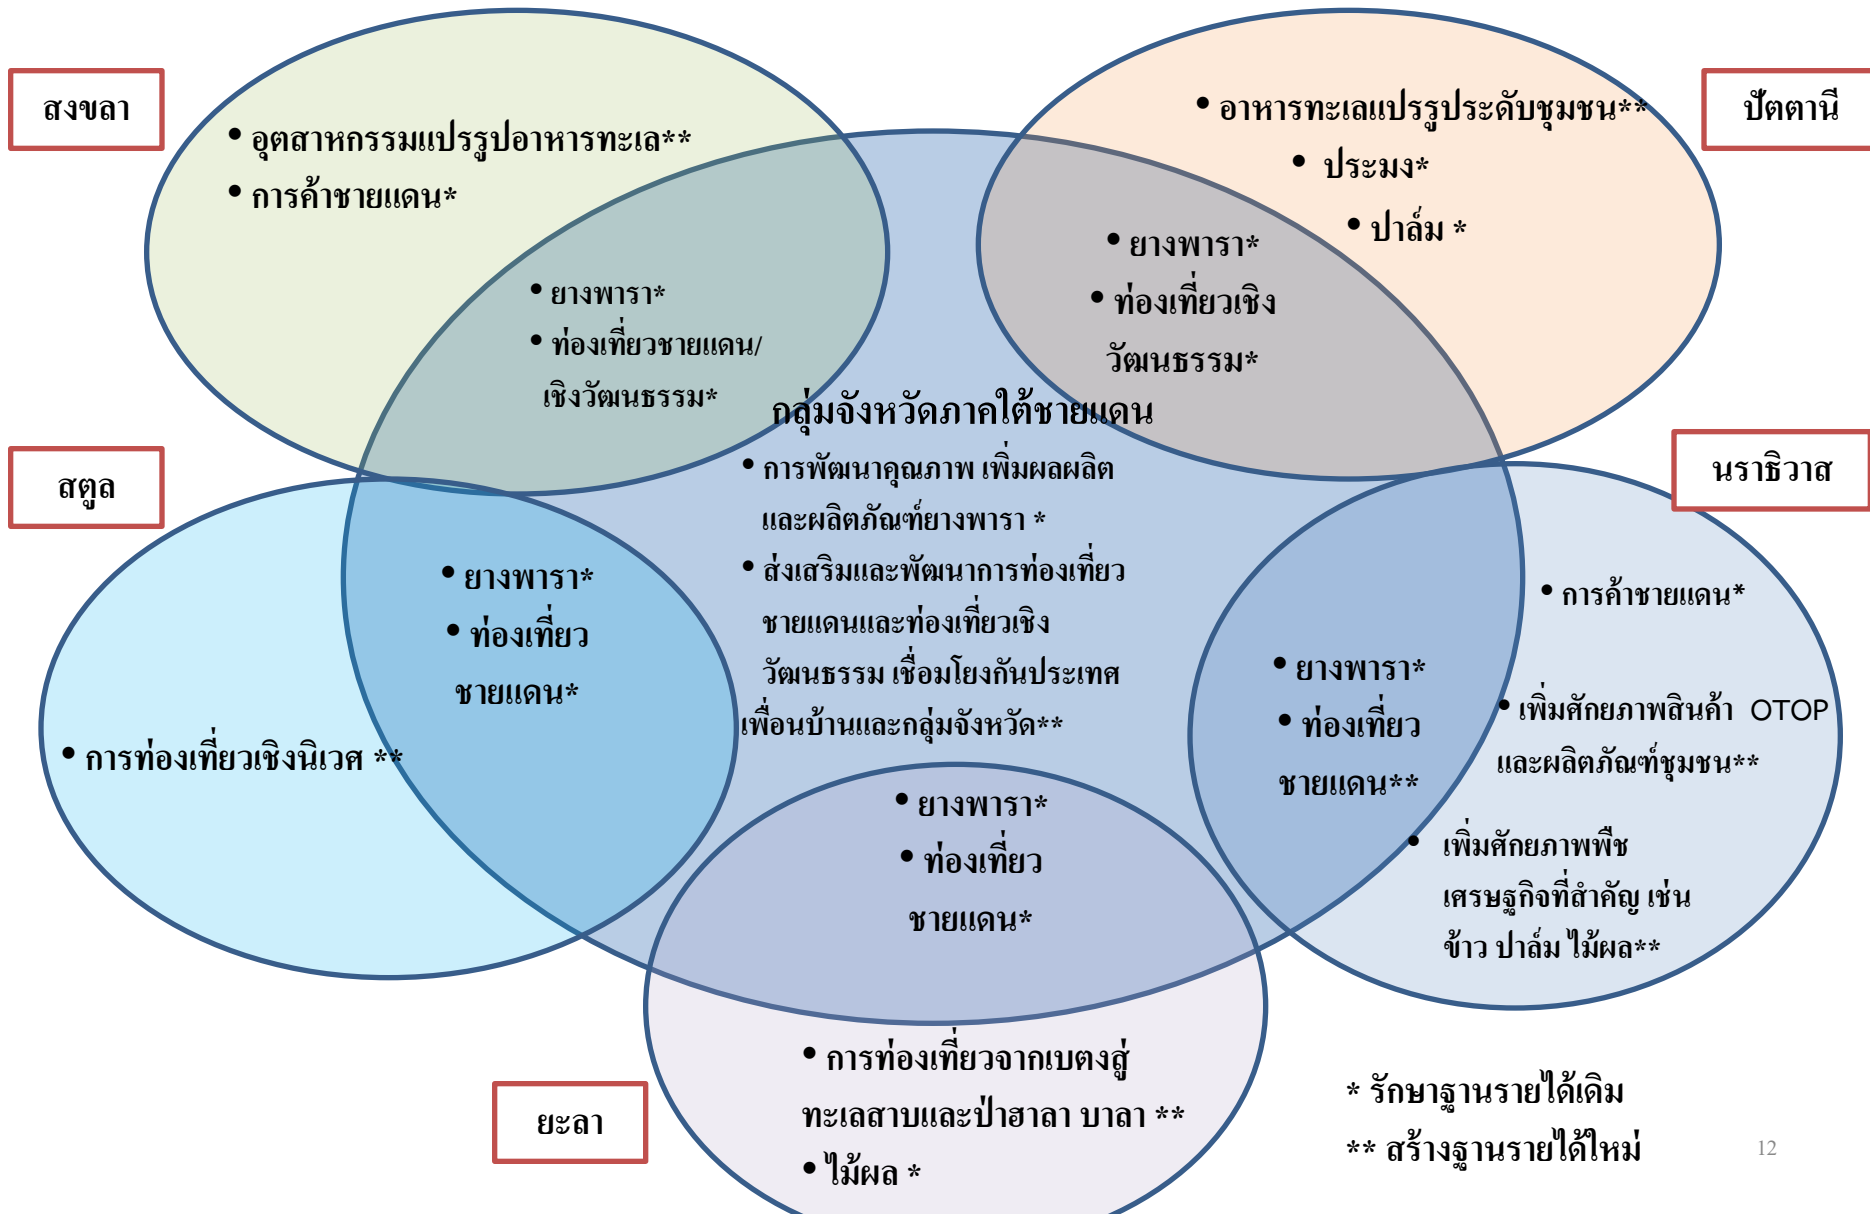 สงขลา
• อุตสาหกรรมแปรรูปอาหารทะเล**
• การค้าชายแดน*
• ยางพารา*
• ท่องเที่ยวชายแดน/
เชิงวัฒนธรรม*
ปัตตานี
• อาหารทะเลแปรรูประดับชุมชน**
• ประมง*
• ปาล์ม *
• ยางพารา*
• ท่องเที่ยวเชิง
วัฒนธรรม*
กลุ่มจังหวัดภาคใต้ชายแดน
• การพัฒนาคุณภาพ เพิ่มผลผลิต
และผลิตภัณฑ์ยางพารา *
• ส่งเสริมและพัฒนาการท่องเที่ยว
ชายแดนและท่องเที่ยวเชิง
วัฒนธรรม เชื่อมโยงกันประเทศ
เพื่อนบ้านและกลุ่มจังหวัด**
สตูล
• ยางพารา*
• ท่องเที่ยว
ชายแดน*
• การท่องเที่ยวเชิงนิเวศ **
นราธิวาส
• การค้าชายแดน*
• ยางพารา*
• ท่องเที่ยว
ชายแดน**
• เพิ่มศักยภาพสินค้า OTOP
และผลิตภัณฑ์ชุมชน**
• เพิ่มศักยภาพพืช
เศรษฐกิจที่สำคัญ เช่น
ข้าว ปาล์ม ไม้ผล**
• ยางพารา*
• ท่องเที่ยว
ชายแดน*
ยะลา
• การท่องเที่ยวจากเบตงสู่
ทะเลสาบและป่าฮาลา บาลา **
• ไม้ผล *
* รักษาฐานรายได้เดิม
** สร้างฐานรายได้ใหม่
12